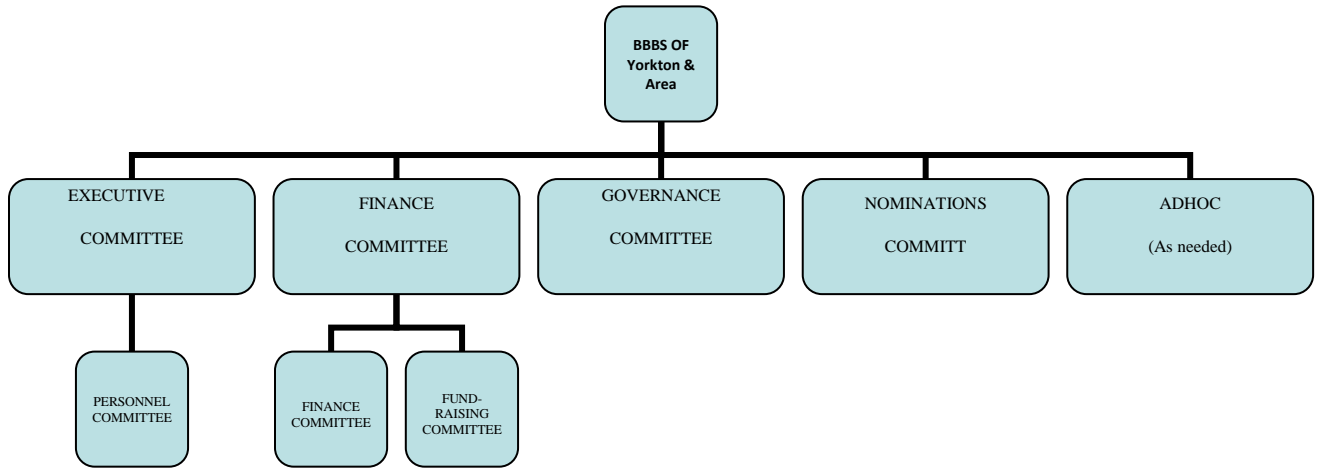 BBBS OF
Yorkton &
Area
EXECUTIVE
COMMITTEE
FINANCE
COMMITTEE
GOVERNANCE
COMMITTEE
NOMINATIONS
COMMITT
ADHOC
(As needed)
PERSONNEL
COMMITTEE
FINANCE
COMMITTEE
FUND-
RAISING
COMMITTEE